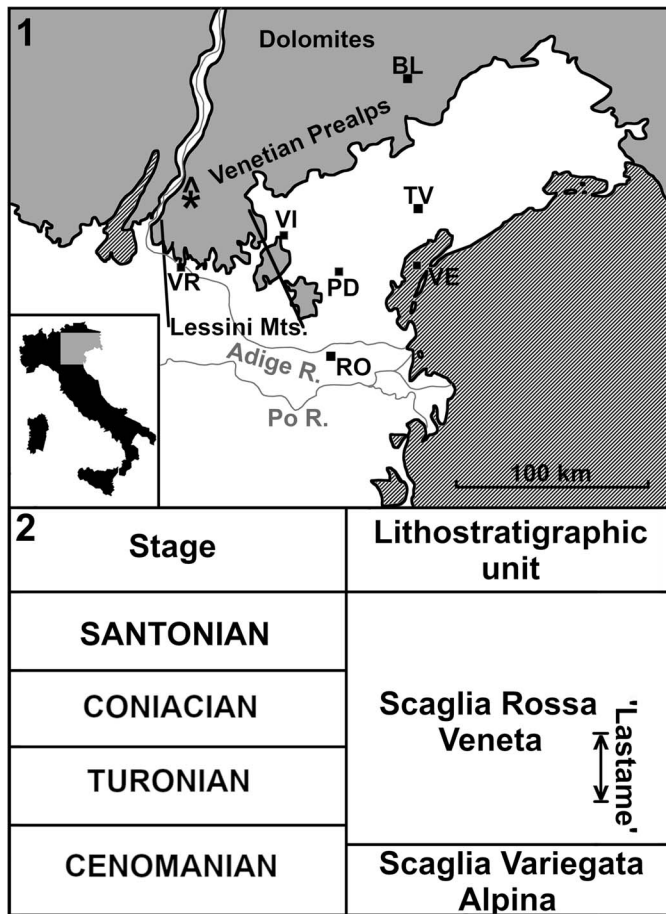 1
Dolomites
BL
Venetian Prealps
^
*
TV
VI
VR
PD
VE
Lessini Mts.
Adige R.
RO
Po R.
100 km
2
Stage
Lithostratigraphic
unit
SANTONIAN
CONIACIAN
TURONIAN
CENOMANIAN
Scaglia Rossa
Veneta
'Lastame'
Scaglia Variegata
Alpina